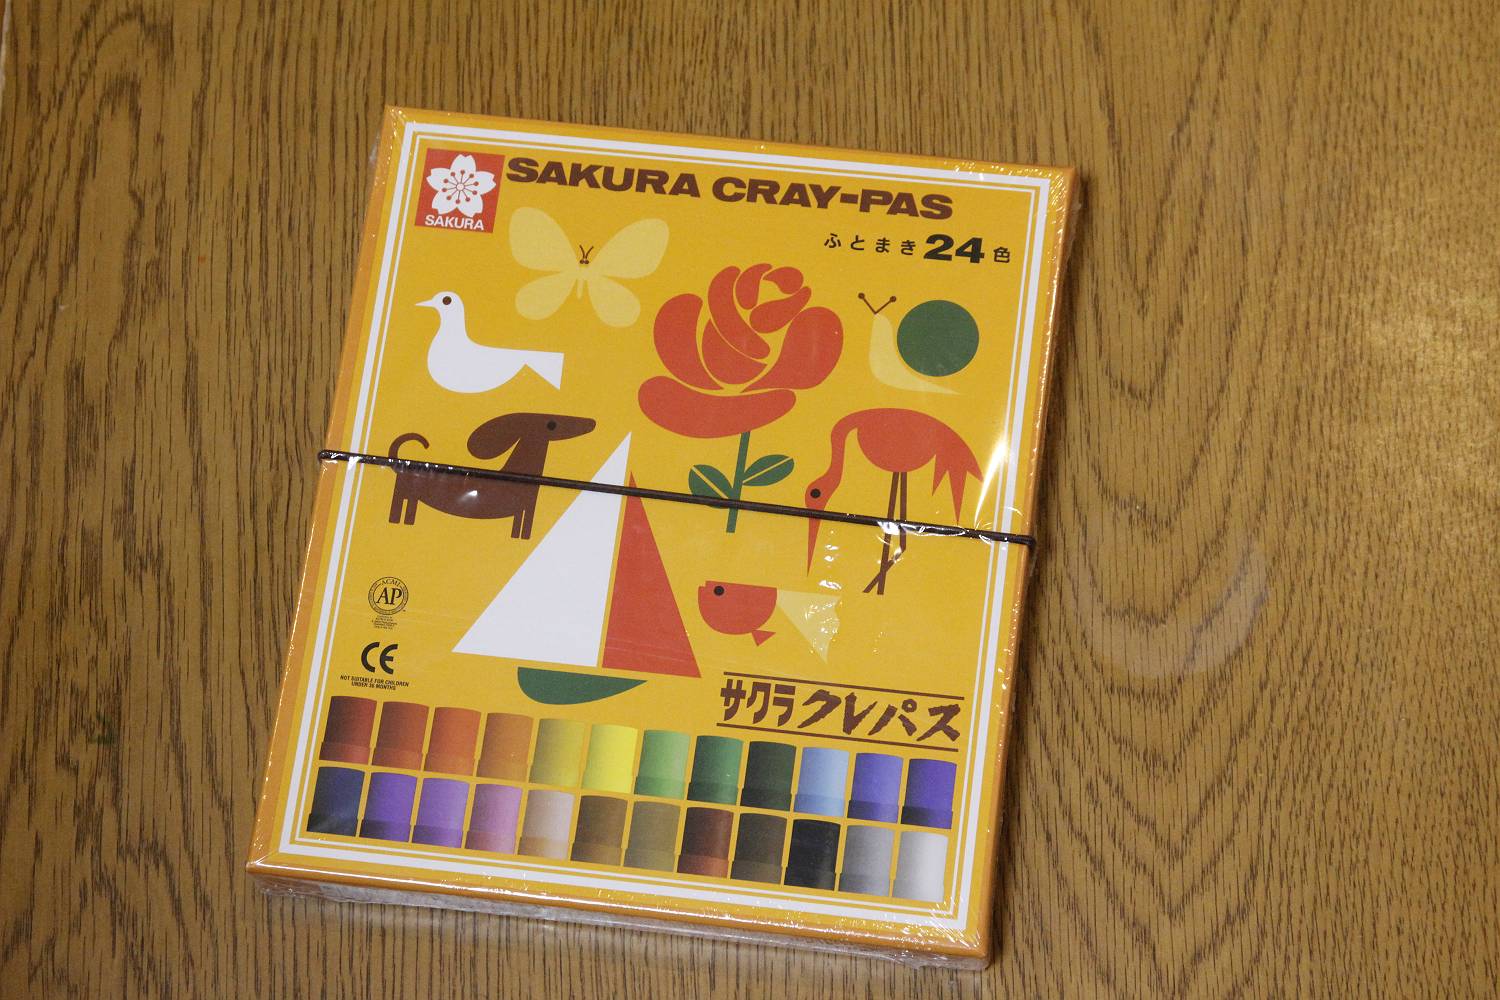 SAKURA CRAY-PAS
SAKURA
ふとまき24色
ACMI
AP
CE
NOT SUITABLE FOR CHILDREN
UNDER 36 MONTHS
サクラクレパス